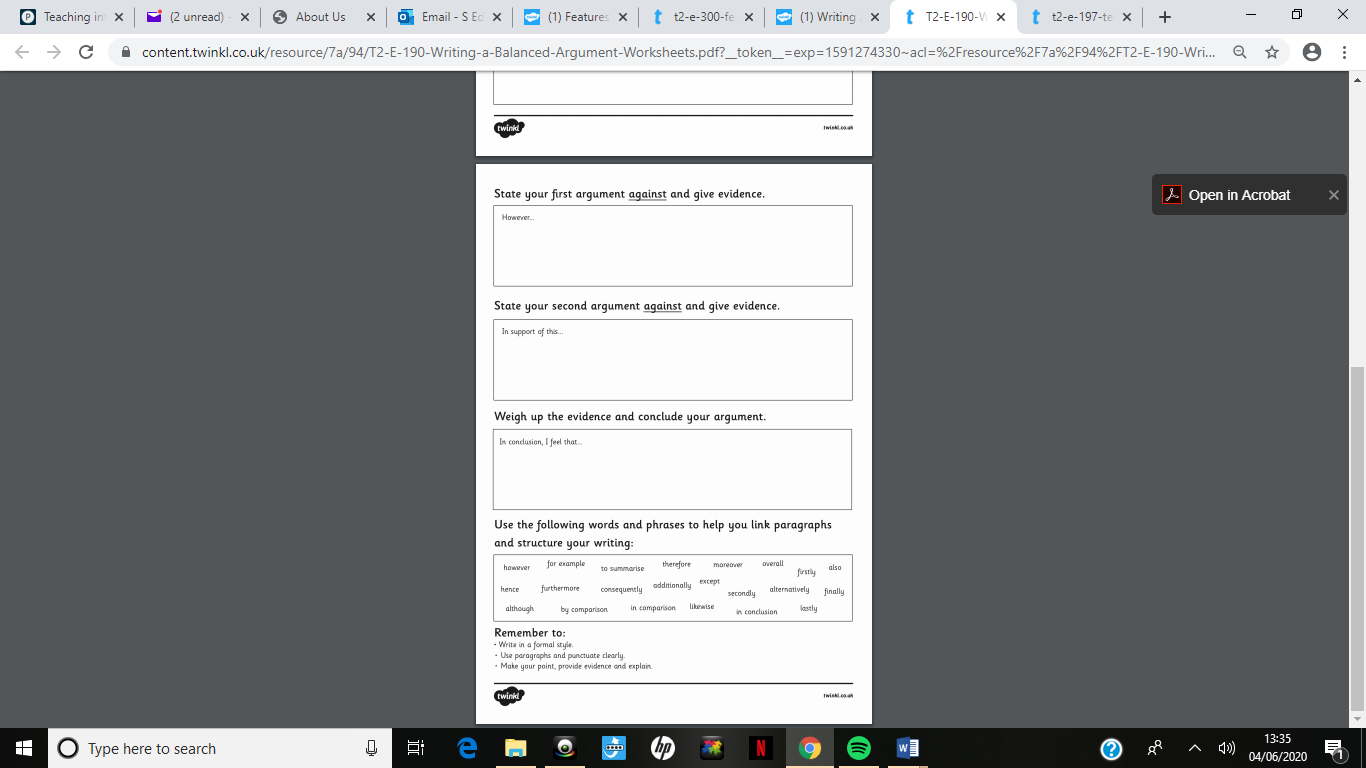 Teaching in
(2 unread) -
About Us
Email - S Ed
(1) Features
t2-e-300-fe
(1) Writing
T2-E-190-W
t2-e-197-te
content.twinkl.co.uk/resource/7a/94/T2-E-190-Writing-a-Balanced-Argument-Worksheets.pdf?__token__=exp=1591274330~acl=%2Fresource%2F7a%2F94%2FT2-E-190-Wri...
twinkl
twinkl.co.uk
Open in Acrobat
State your first argument against and give evidence.
However...
State your second argument against and give evidence.
In support of this...
Weigh up the evidence and conclude your argument.
In conclusion, I feel that...
Use the following words and phrases to help you link paragraphs
and structure your writing:
however for example to summarise therefore moreover overall firstly also
hence furthermore consequently additionally except secondly alternatively finally
although by comparison in comparison likewise in conclusion lastly
Remember to:
• Write in a formal style.
• Use paragraphs and punctuate clearly.
• Make your point, provide evidence and explain.
twinkl
twinkl.co.uk
Type here to search
13:35
04/06/2020
1